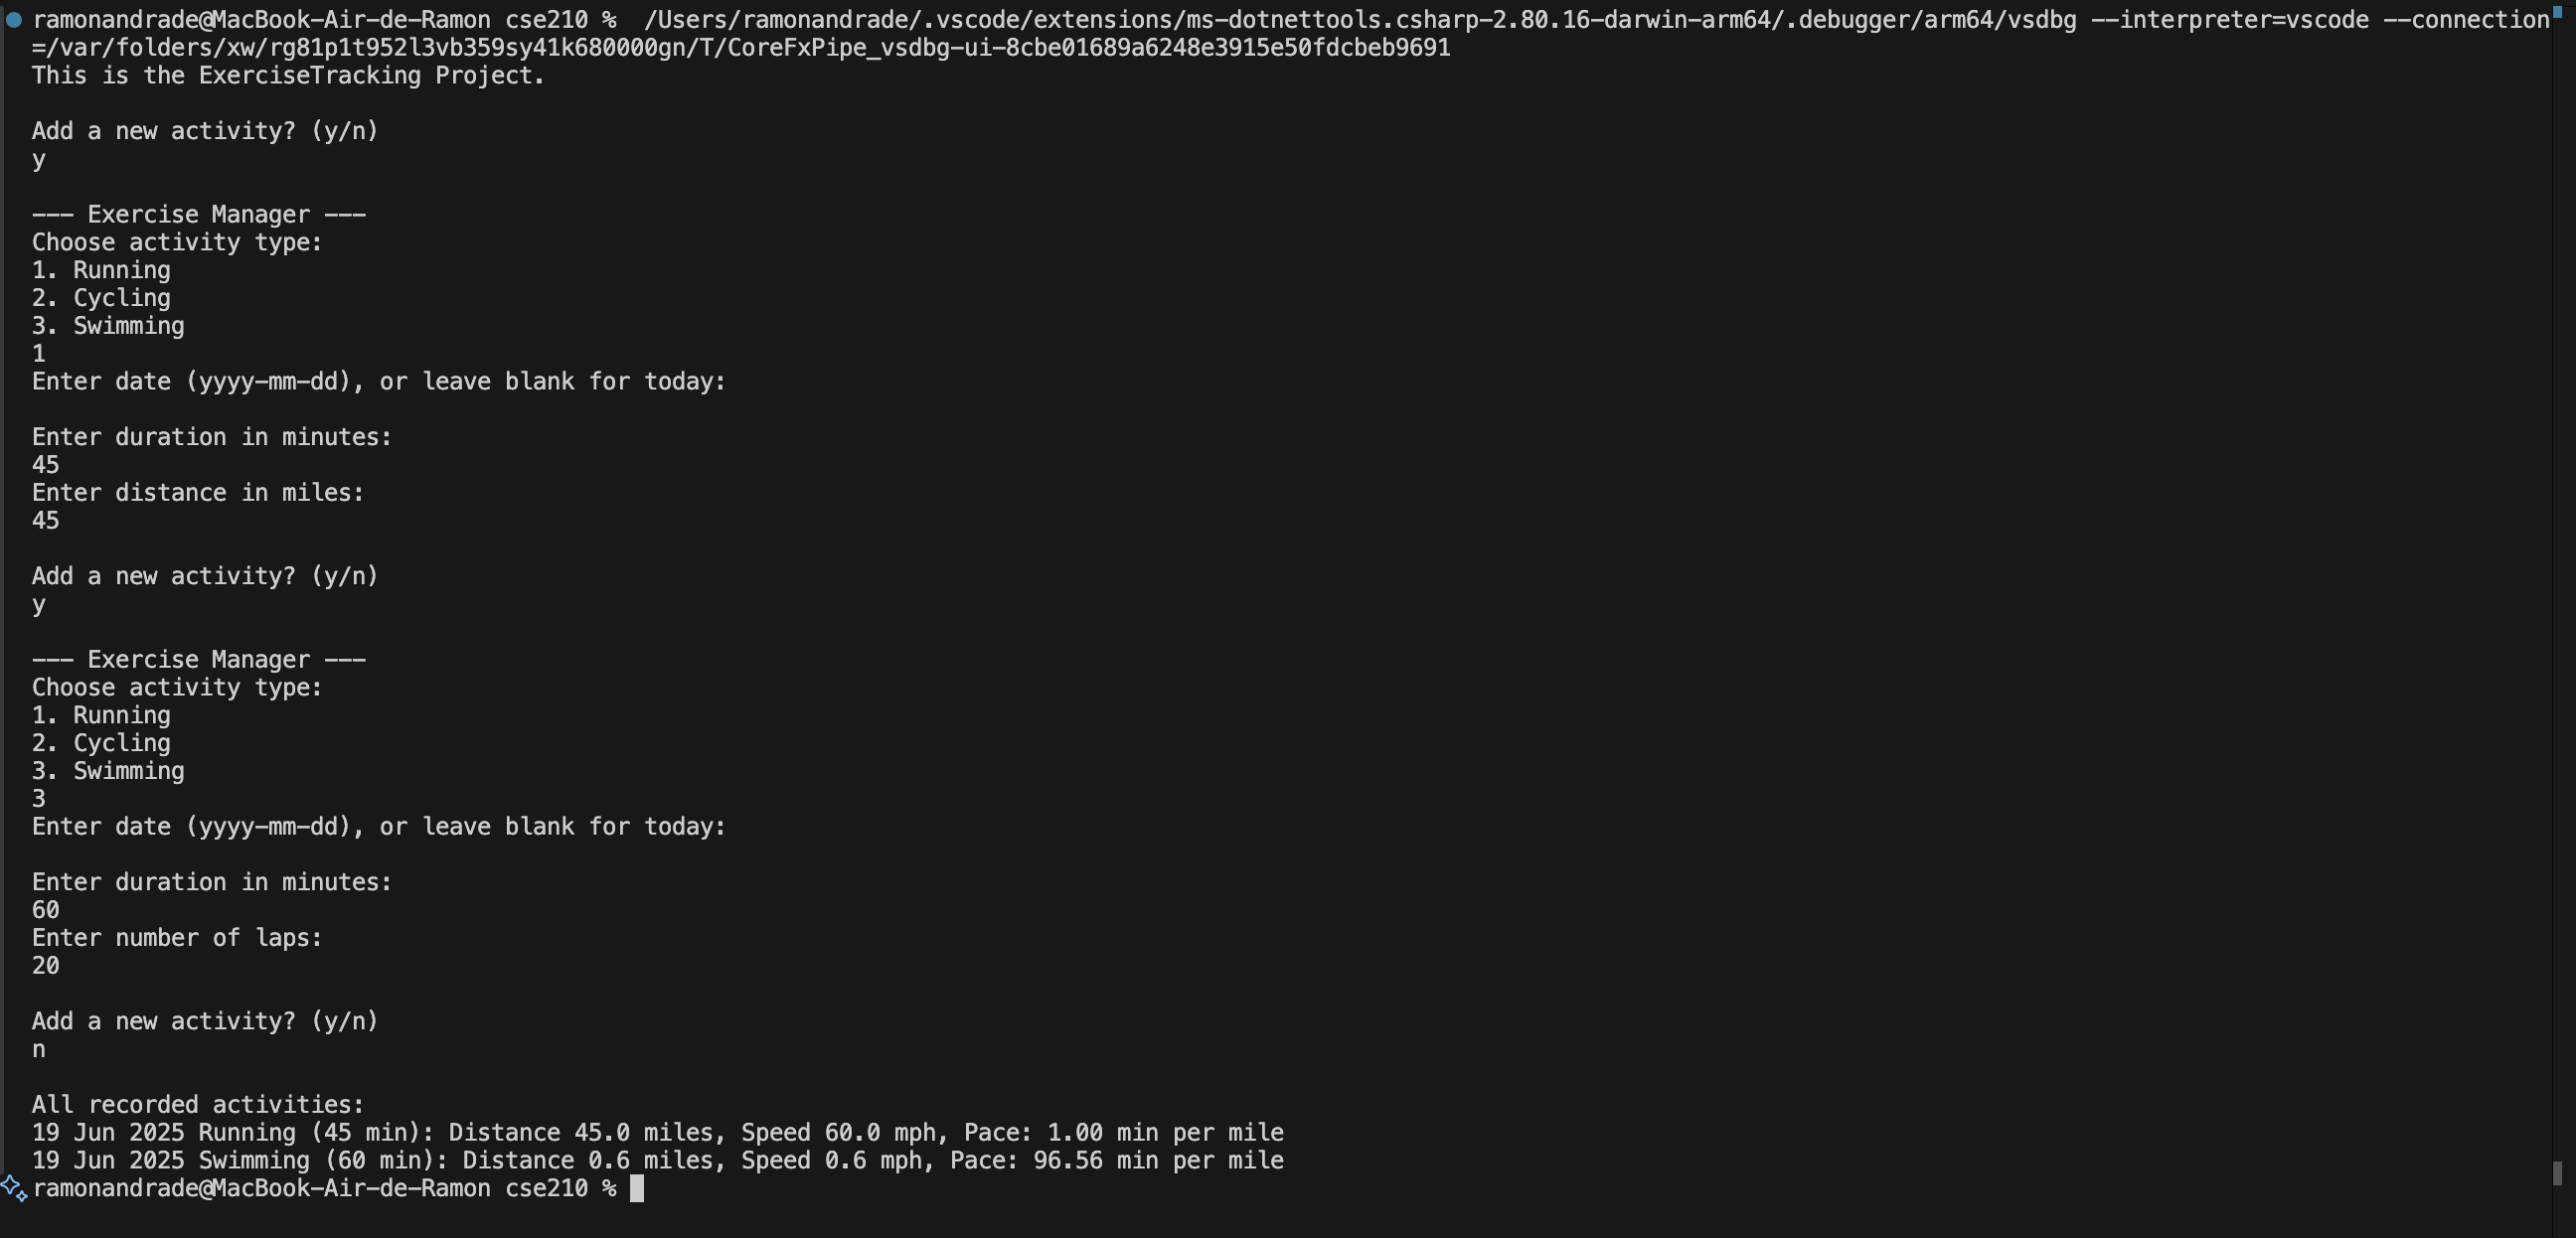 ramonandrade@MacBook-Air-de-Ramon cse210 %  /Users/ramonandrade/.vscode/extensions/ms-dotnettools.csharp-2.80.16-darwin-arm64/.debugger/arm64/vsdbg --interpreter=vscode --connection
=/var/folders/xw/rg81p1t952l3vb359sy41k680000gn/T/CoreFxPipe_vsdbg-ui-8cbe01689a6248e3915e50fdcbeb9691
This is the ExerciseTracking Project.
Add a new activity? (y/n)
y
--- Exercise Manager ---
Choose activity type:
1. Running
2. Cycling
3. Swimming
1
Enter date (yyyy-mm-dd), or leave blank for today:
Enter duration in minutes:
45
Enter distance in miles:
45
Add a new activity? (y/n)
y
--- Exercise Manager ---
Choose activity type:
1. Running
2. Cycling
3. Swimming
3
Enter date (yyyy-mm-dd), or leave blank for today:
Enter duration in minutes:
60
Enter number of laps:
20
Add a new activity? (y/n)
n
All recorded activities:
19 Jun 2025 Running (45 min): Distance 45.0 miles, Speed 60.0 mph, Pace: 1.00 min per mile
19 Jun 2025 Swimming (60 min): Distance 0.6 miles, Speed 0.6 mph, Pace: 96.56 min per mile
ramonandrade@MacBook-Air-de-Ramon cse210 %